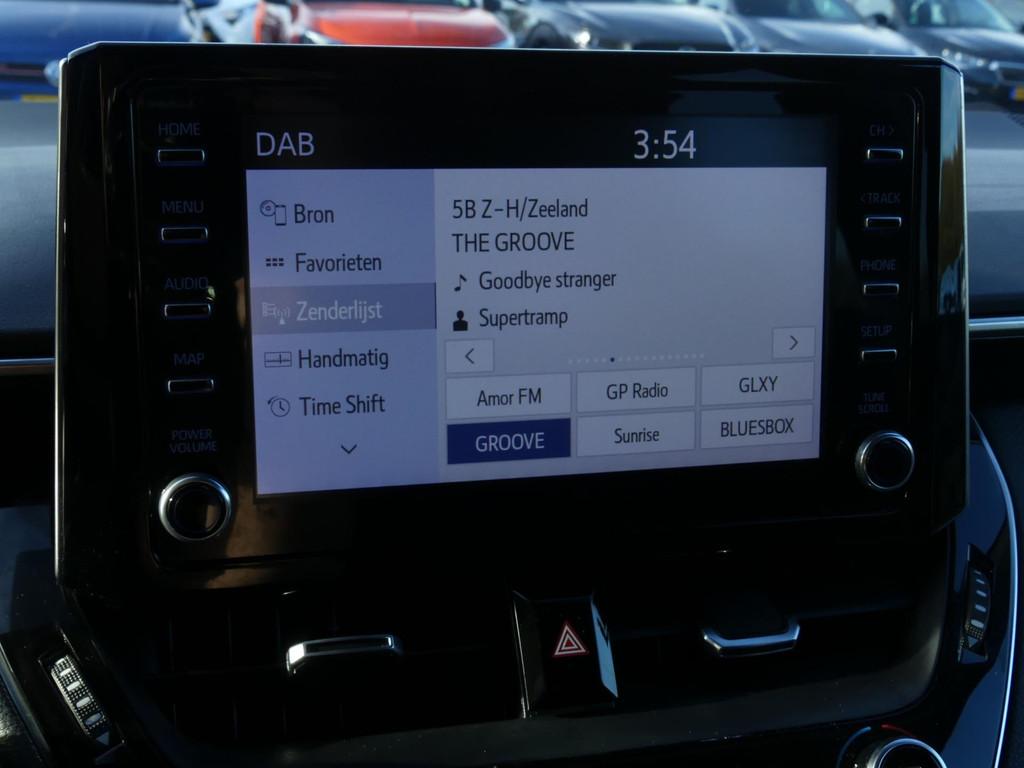 HOME
MENU
AUDIO
MAP
POWER
VOLUME
DAB
3:54
Bron
Favorieten
Zenderlijst
Handmatig
Time Shift
5B Z-H/Zeeland
THE GROOVE
Goodbye stranger
Supertramp
Amor FM
GP Radio
GLXY
GROOVE
Sunrise
BLUESBOX
CH >
< TRACK
PHONE
SETUP
TUNE
SCROLL